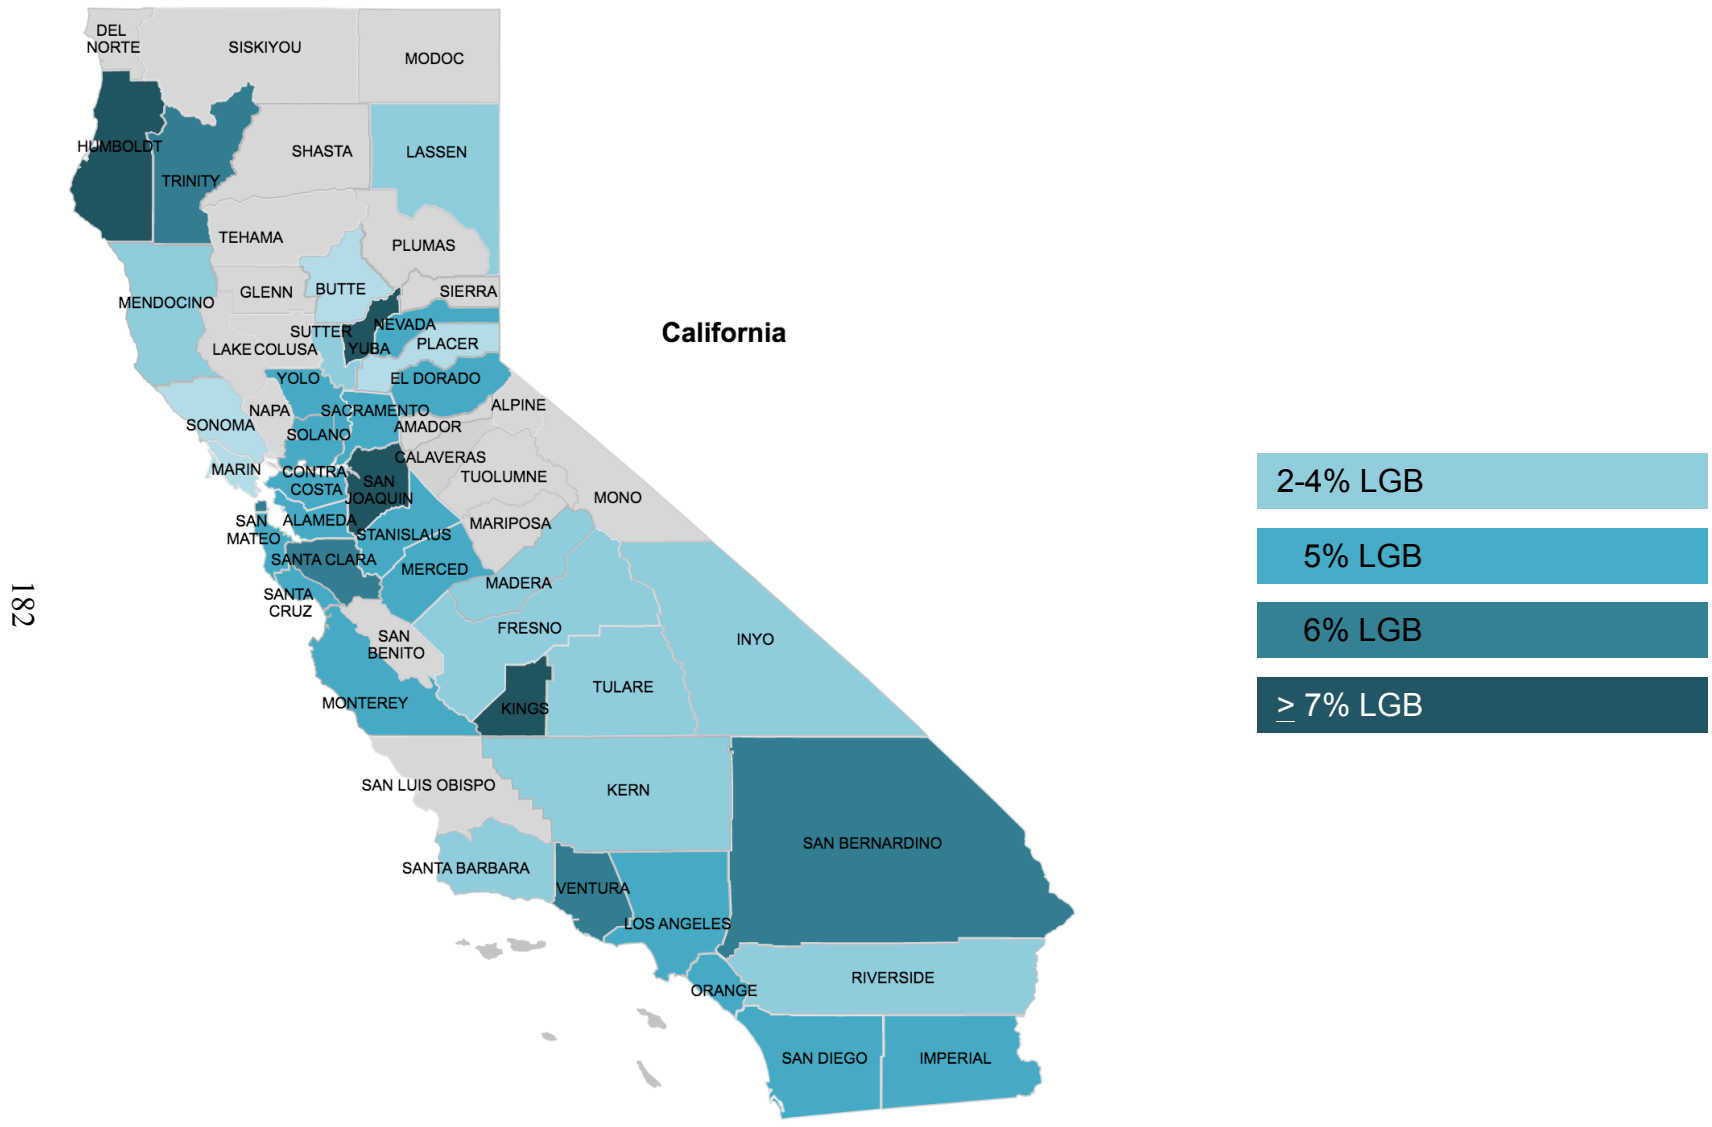 DEL
NORTE
SISKIYOU
MODOC
HUMBOLDT
TRINITY
SHASTA
LASSEN
TEHAMA
PLUMAS
MENDOCINO
GLENN
BUTTE
SIERRA
LAKE
COLUSA
SUTTER
YUBA
NEVADA
PLACER
California
YOLO
EL DORADO
SONOMA
NAPA
SACRAMENTO
ALPINE
SOLANO
AMADOR
MARIN
CONTRA
COSTA
CALAVERAS
SAN
JOAQUIN
TUOLUMNE
MONO
SAN
MATEO
ALAMEDA
STANISLAUS
MARIPOSA
SANTA CLARA
MERCED
MADERA
SANTA
CRUZ
SAN
BENITO
FRESNO
INYO
MONTEREY
KINGS
TULARE
SAN LUIS OBISPO
KERN
SAN BERNARDINO
SANTA BARBARA
VENTURA
LOS ANGELES
ORANGE
RIVERSIDE
SAN DIEGO
IMPERIAL
2-4% LGB
5% LGB
6% LGB
≥ 7% LGB
182